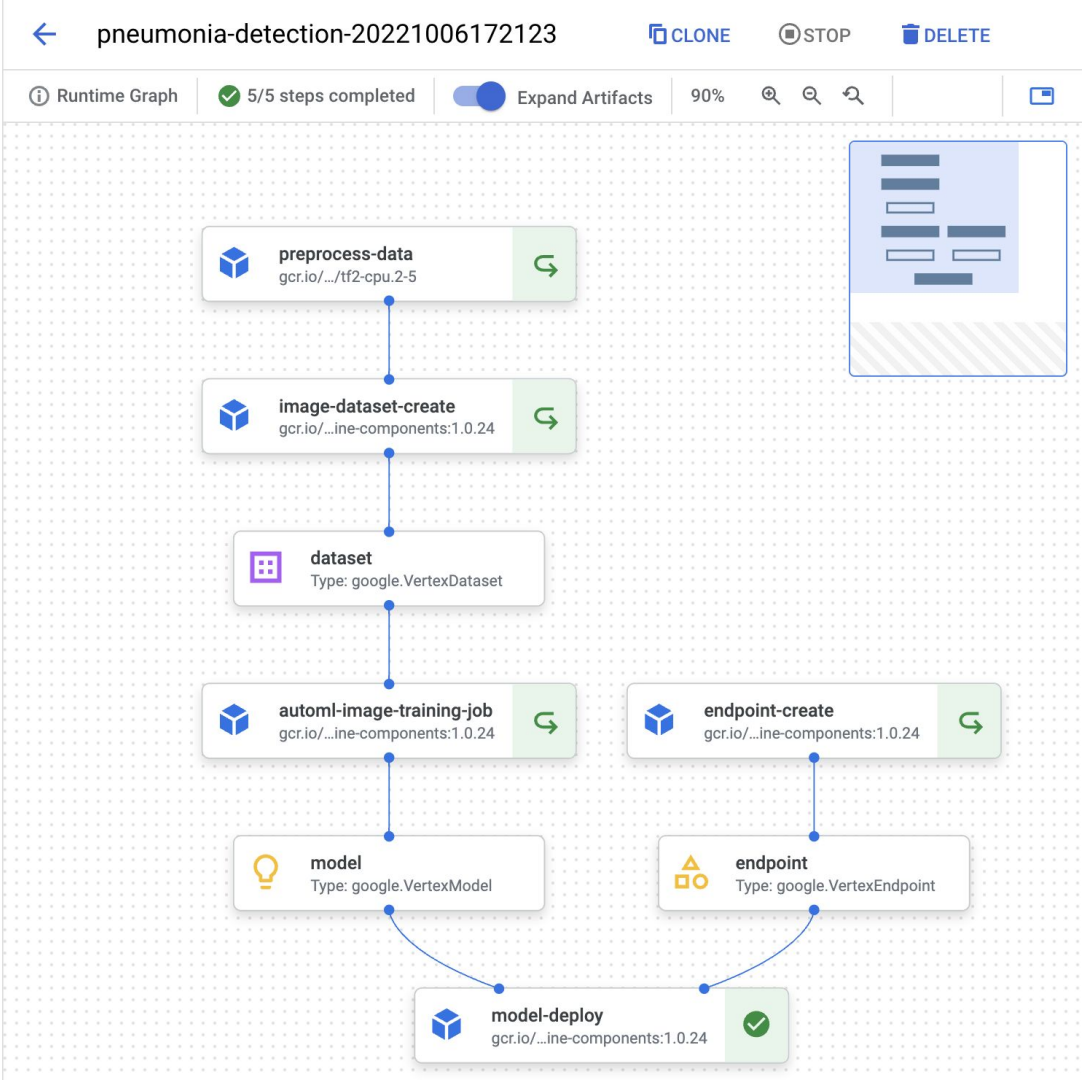 pneumonia-detection-20221006172123
CLONE
STOP
DELETE
Runtime Graph
5/5 steps completed
Expand Artifacts
90%
preprocess-data
gcr.io/.../tf2-cpu.2-5
image-dataset-create
gcr.io/...ine-components:1.0.24
dataset
Type: google.VertexDataset
automl-image-training-job
gcr.io/...ine-components:1.0.24
endpoint-create
gcr.io/...ine-components:1.0.24
model
Type: google.VertexModel
endpoint
Type: google.VertexEndpoint
model-deploy
gcr.io/...ine-components:1.0.24